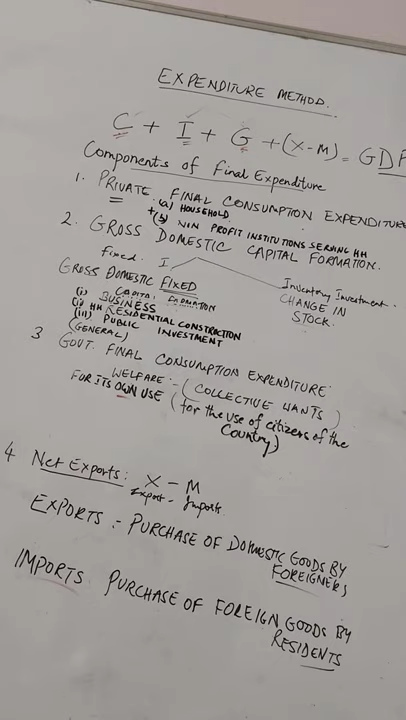 EXPENDITURE METHOD.
C + I + G + (X-M) = GDP
Components of Final Expenditure
1. PRIVATE FINAL CONSUMPTION EXPENDITURE
(a) HOUSEHOLD
+(b) NON PROFIT INSTITUTIONS SERVING HH
2. GROSS DOMESTIC CAPITAL FORMATION.
fixed. I
Inventory Investment.
CHANGE IN
STOCK.
GROSS DOMESTIC FIXED
CAPITAL FORMATION
(i) BUSINESS
(ii) HH RESIDENTIAL CONSTRUCTION
(iii) PUBLIC INVESTMENT
(GENERAL)
3 GOVT. FINAL CONSUMPTION EXPENDITURE
WELFARE - (COLLECTIVE WANTS)
FOR ITS OWN USE (for the use of citizens of the
Country)
4 Net Exports: X - M
Export - Imports
EXPORTS - PURCHASE OF DOMESTIC GOODS BY
FOREIGNERS
IMPORTS PURCHASE OF FOREIGN GOODS BY
RESIDENTS